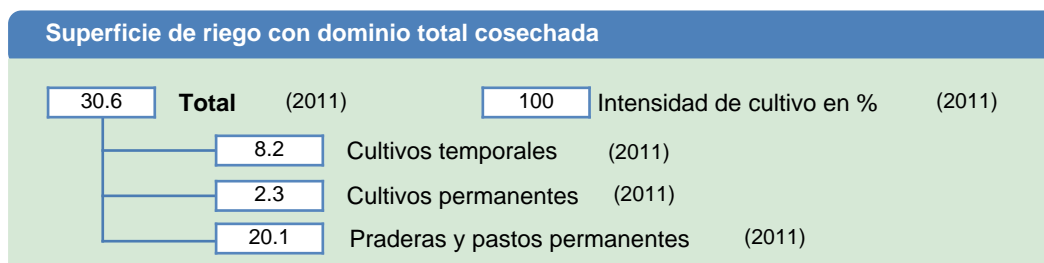 Superficie de riego con dominio total cosechada
30.6 Total (2011) 100 Intensidad de cultivo en % (2011)
8.2 Cultivos temporales (2011)
2.3 Cultivos permanentes (2011)
20.1 Praderas y pastos permanentes (2011)